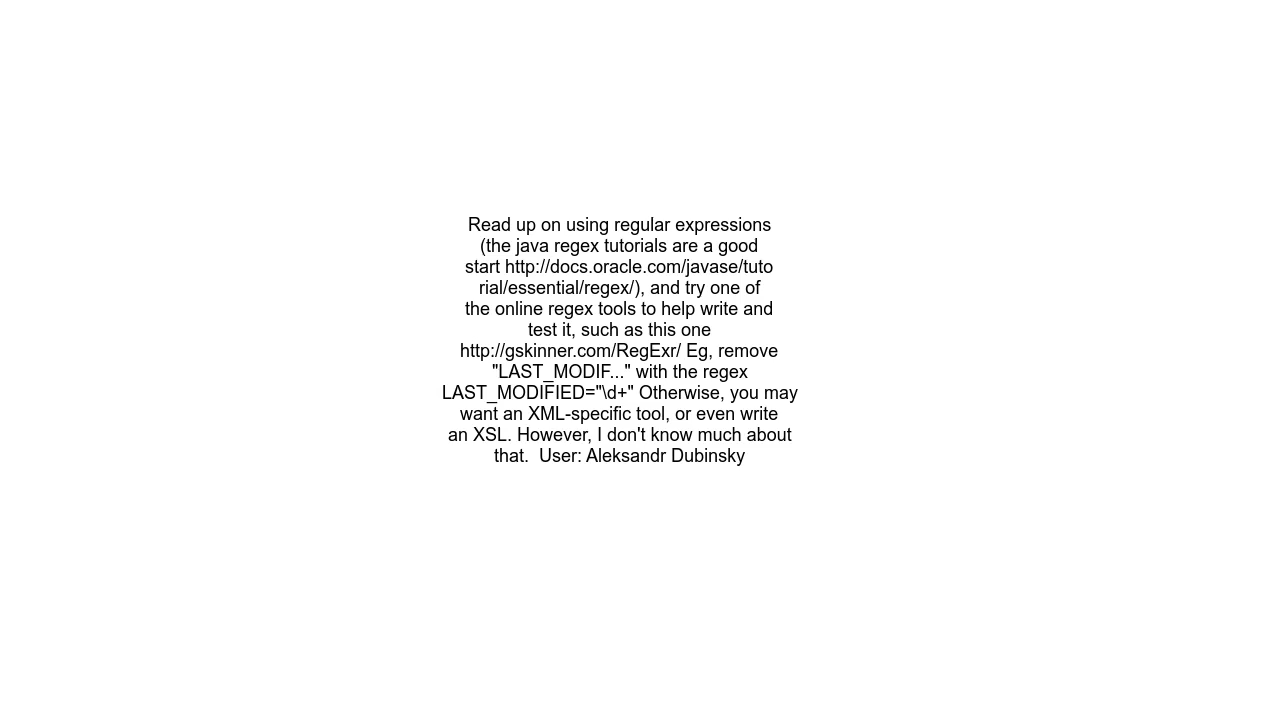 Read up on using regular expressions
(the java regex tutorials are a good
start http://docs.oracle.com/javase/tuto
rial/essential/regex/), and try one of
the online regex tools to help write and
test it, such as this one
http://gskinner.com/RegExr/ Eg, remove
"LAST_MODIF..." with the regex
LAST_MODIFIED="\d+" Otherwise, you may
want an XML-specific tool, or even write
an XSL. However, I don't know much about
that.  User: Aleksandr Dubinsky